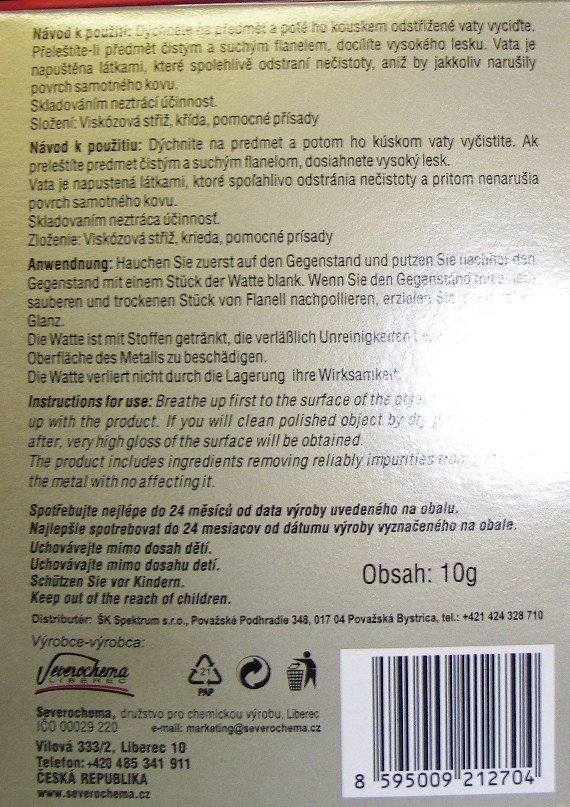 Návod k použití: Dýchněte na předmět a poté ho kouskem odstřižené vaty vyčiďte.
Přeleštíte-li předmět čistým a suchým flanelem, docílíte vysokého lesku. Vata je
napuštěna látkami, které spolehlivě odstraní nečistoty, aniž by jakkoliv narušily
povrch samotného kovu.
Skladováním neztrácí účinnost.
Složení: Viskózová střiž, křída, pomocné přísady
Návod k použitiu: Dýchnite na predmet a potom ho kúskom vaty vyčistite. Ak
preleštíte predmet čistým a suchým flanelom, dosiahnete vysoký lesk.
Vata je napustená látkami, ktoré spoľahlivo odstránia nečistoty a pritom nenarušia
povrch samotného kovu.
Skladovaním neztráca účinnosť.
Zloženie: Viskózová stříž, krieda, pomocné prísady
Anwendnung: Hauchen Sie zuerst auf den Gegenstand und putzen Sie nachher den
Gegenstand mit einem Stück der Watte blank. Wenn Sie den Gegenstand
sauberen und trockenen Stück von Flanell nachpollieren, erzielen Sie
Glanz.
Die Watte ist mit Stoffen getränkt, die verläßlich Unreinigkeiten
Oberfläche des Metalls zu beschädigen.
Die Watte verliert nicht durch die Lagerung ihre Wirksamkeit.
Instructions for use: Breathe up first to the surface of the
up with the product. If you will clean polished object by dry
after, very high gloss of the surface will be obtained.
The product includes ingredients removing reliably impurities from
the metal with no affecting it.
Spotřebujte nejlépe do 24 měsíců od data výroby uvedeného na obalu.
Najlepšie spotrebovat do 24 mesiacov od dátumu výroby vyznačeného na obale.
Uchovávejte mimo dosah dětí.
Uchovávajte mimo dosahu detí.
Schützen Sie vor Kindern.
Keep out of the reach of children.
Obsah: 10g
Distributér: ŠK Spektrum s.r.o., Považské Podhradie 348, 017 04 Považská Bystrica, tel.: +421 424 328 710
Výrobce-výrobca:
Severochema
LIBEREC
21
PAP
Severochema, družstvo pro chemickou výrobu, Liberec
IČO 00029 220 e-mail: marketing@severochema.cz
Vilová 333/2, Liberec 10
Telefon: +420 485 341 911
ČESKÁ REPUBLIKA
www.severochema.cz
8 595009 212704